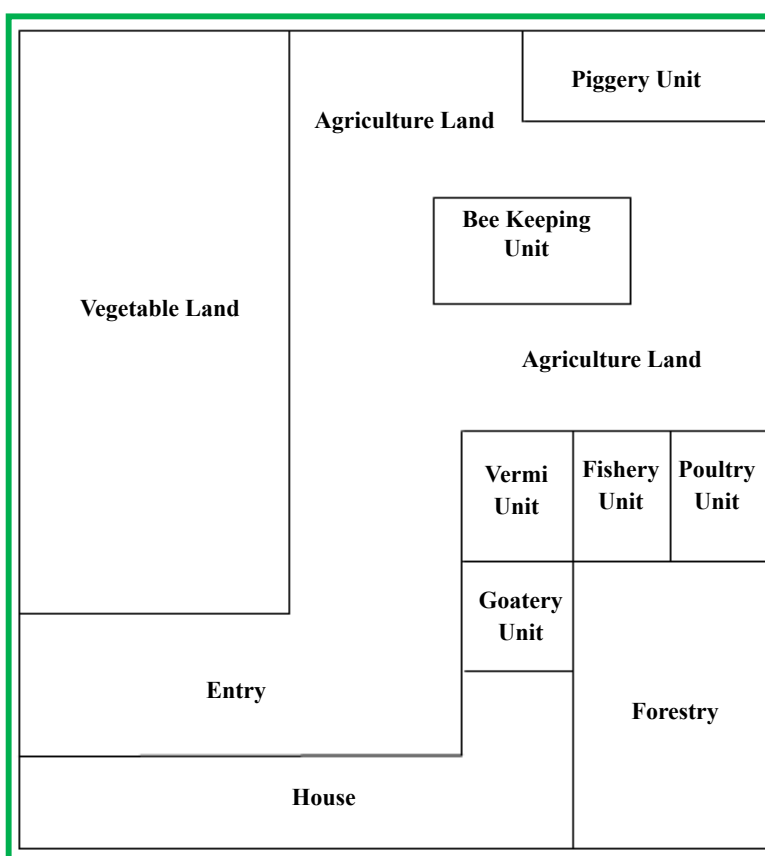 Piggery Unit
Agriculture Land
Bee Keeping
Unit
Vegetable Land
Agriculture Land
Vermi
Unit
Fishery
Unit
Poultry
Unit
Goatery
Unit
Entry
Forestry
House